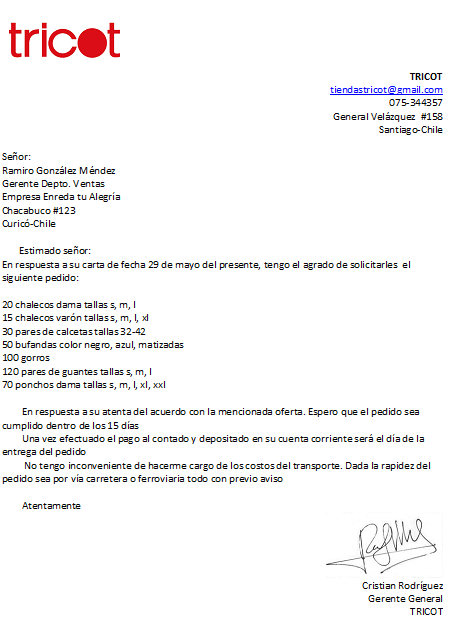 tricot
TRICOT
tiendastricot@gmail.com
075-344357
General Velázquez #158
Santiago-Chile
Señor:
Ramiro González Méndez
Gerente Depto. Ventas
Empresa Enreda tu Alegría
Chacabuco #123
Curicó-Chile
Estimado señor:
En respuesta a su carta de fecha 29 de mayo del presente, tengo el agrado de solicitarles el
siguiente pedido:
20 chalecos dama tallas s, m, l
15 chalecos varón tallas s, m, l, xl
30 pares de calcetas tallas 32-42
50 bufandas color negro, azul, matizadas
100 gorros
120 pares de guantes tallas s, m, l
70 ponchos dama tallas s, m, l, xl, xxl
En respuesta a su atenta del acuerdo con la mencionada oferta. Espero que el pedido sea
cumplido dentro de los 15 días
Una vez efectuado el pago al contado y depositado en su cuenta corriente será el día de la
entrega del pedido
No tengo inconveniente de hacerme cargo de los costos del transporte. Dada la rapidez del
pedido sea por vía carretera o ferroviaria todo con previo aviso
Atentamente
Cristian Rodríguez
Gerente General
TRICOT